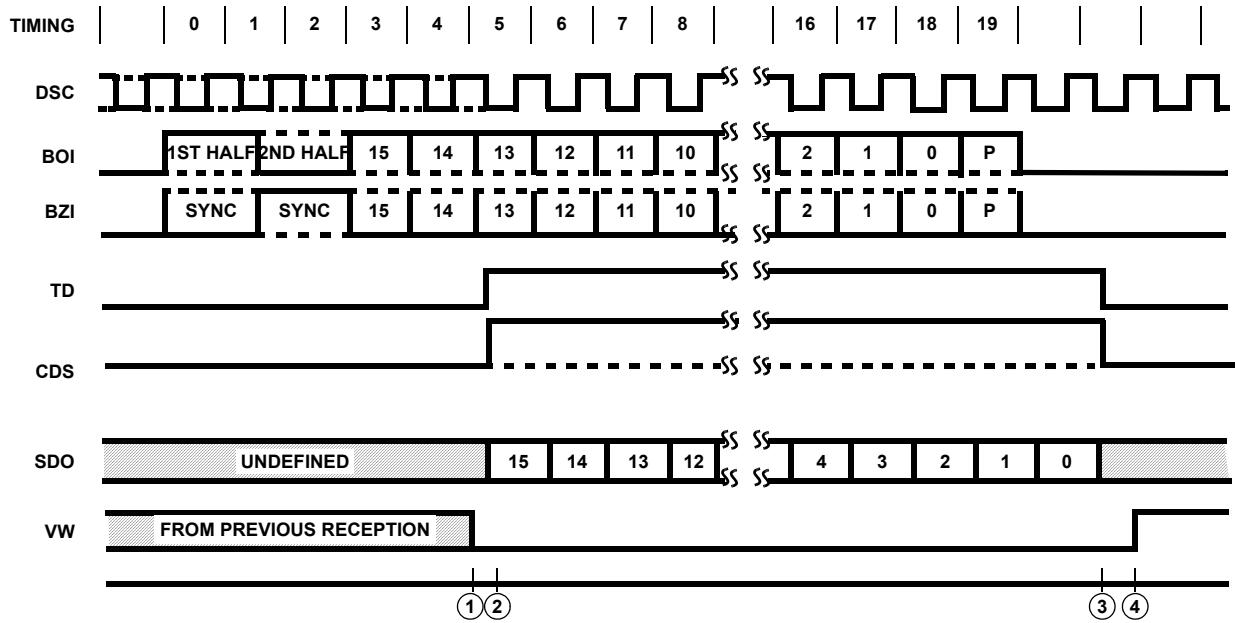 TIMING 0 1 2 3 4 5 6 7 8 16 17 18 19
DSC
BOI 1ST HALF 2ND HALF 15 14 13 12 11 10 2 1 0 P
BZI SYNC SYNC 15 14 13 12 11 10 2 1 0 P
TD
CDS
SDO UNDEFINED 15 14 13 12 4 3 2 1 0
VW FROM PREVIOUS RECEPTION
1 2 3 4